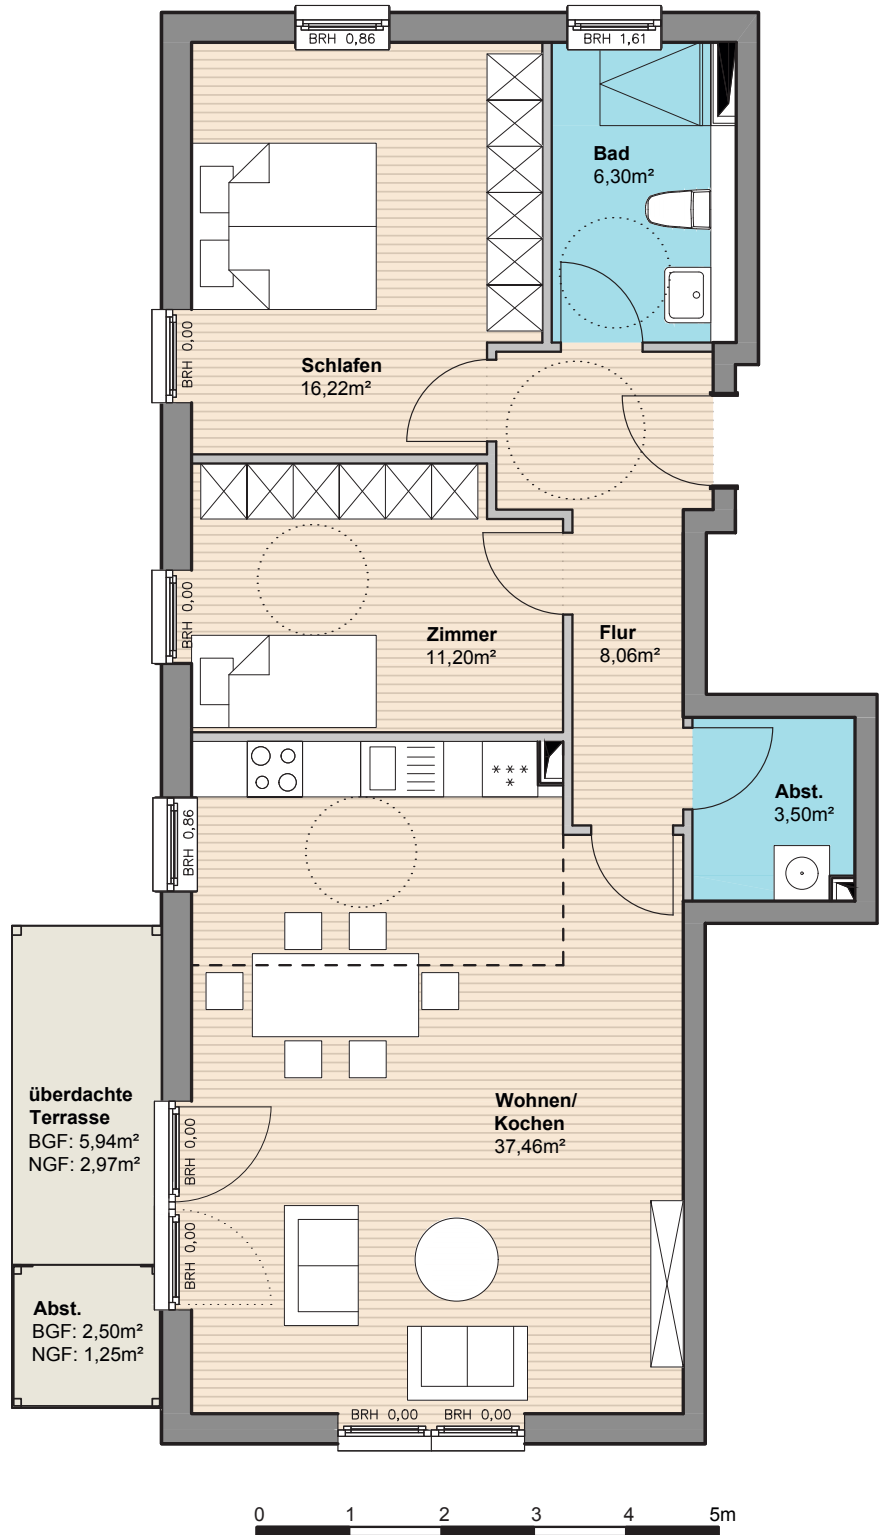 BRH 0,86
BRH 1,61
Bad
6,30m²
BRH 0,00
Schlafen
16,22m²
BRH 0,00
Zimmer
11,20m²
Flur
8,06m²
Abst.
3,50m²
BRH 0,86
überdachte
Terrasse
BGF: 5,94m²
NGF: 2,97m²
BRH 0,00
Wohnen/
Kochen
37,46m²
BRH 0,00
Abst.
BGF: 2,50m²
NGF: 1,25m²
BRH 0,00 BRH 0,00
0 1 2 3 4 5m